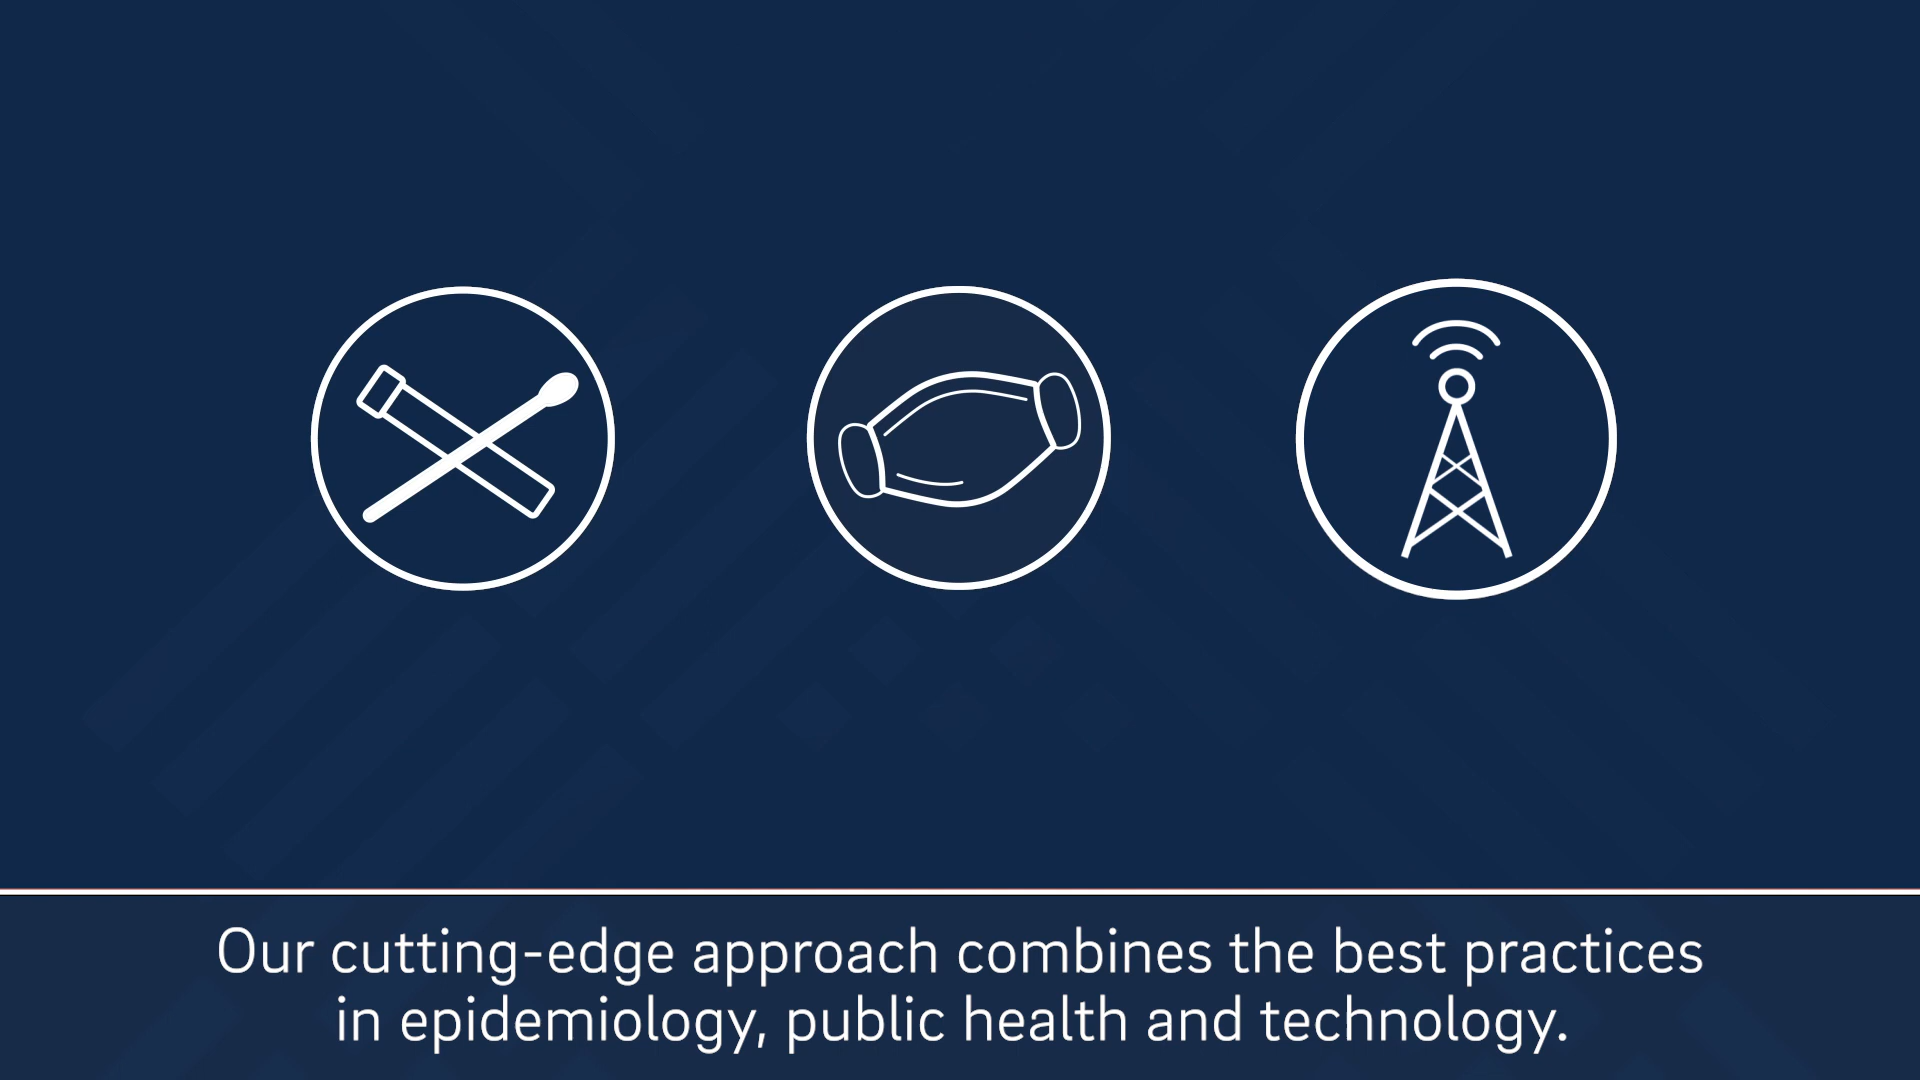 Our cutting-edge approach combines the best practices
in epidemiology, public health and technology.